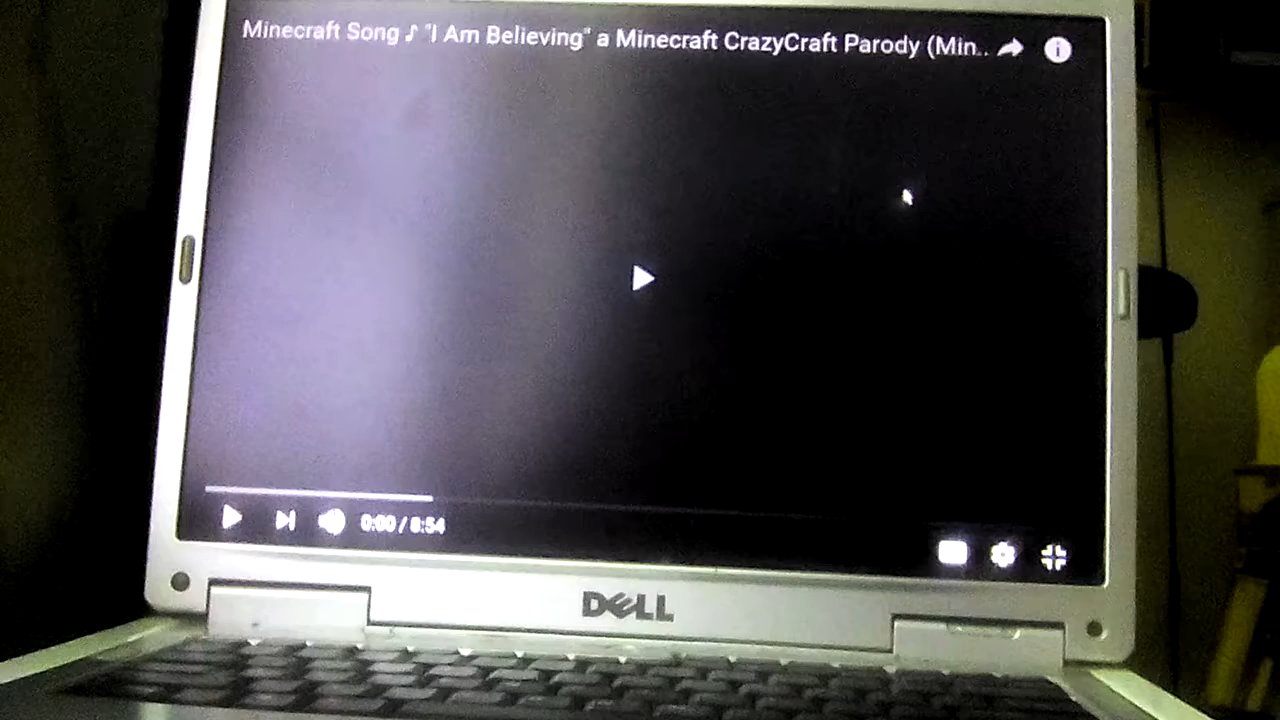 Minecraft Song ♪ "I Am Believing" a Minecraft CrazyCraft Parody (Min..
0:00 / 8:54
DELL